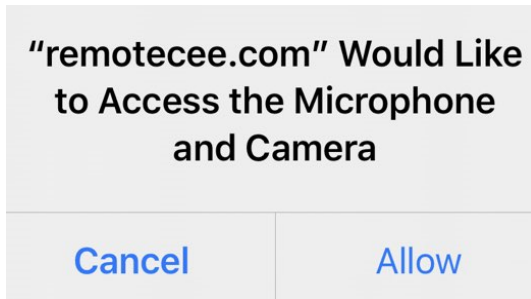 “remotecee.com” Would Like
to Access the Microphone
and Camera
Cancel
Allow